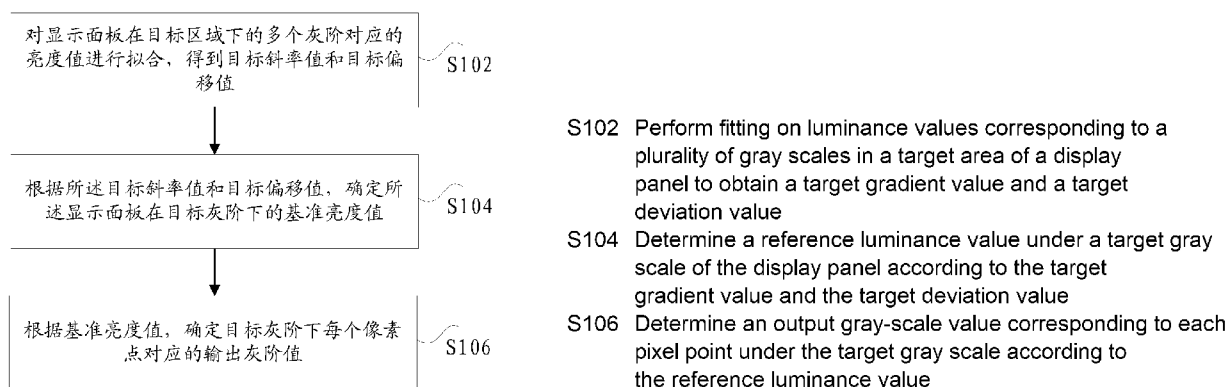 对显示面板在目标区域下的多个灰阶对应的
亮度值进行拟合，得到目标斜率值和目标偏
移值
S102
根据所述目标斜率值和目标偏移值，确定所
述显示面板在目标灰阶下的基准亮度值
S104
根据基准亮度值，确定目标灰阶下每个像素
点对应的输出灰阶值
S106
S102 Perform fitting on luminance values corresponding to a
plurality of gray scales in a target area of a display
panel to obtain a target gradient value and a target
deviation value
S104 Determine a reference luminance value under a target gray
scale of the display panel according to the target
gradient value and the target deviation value
S106 Determine an output gray-scale value corresponding to each
pixel point under the target gray scale according to
the reference luminance value